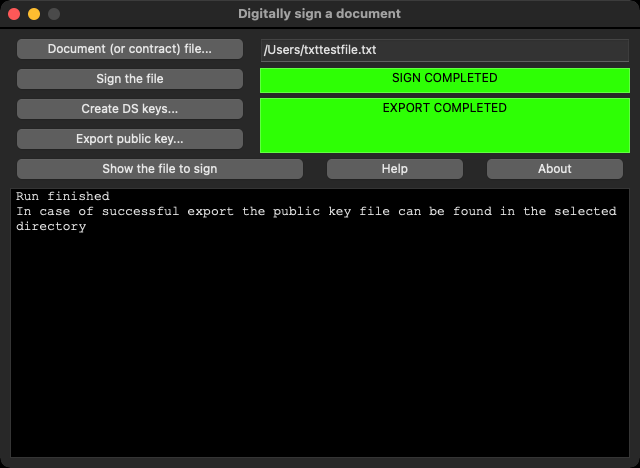 Digitally sign a document
Document (or contract) file...
/Users/txttestfile.txt
Sign the file
SIGN COMPLETED
Create DS keys...
EXPORT COMPLETED
Export public key...
Show the file to sign
Help
About
Run finished
In case of successful export the public key file can be found in the selected
directory